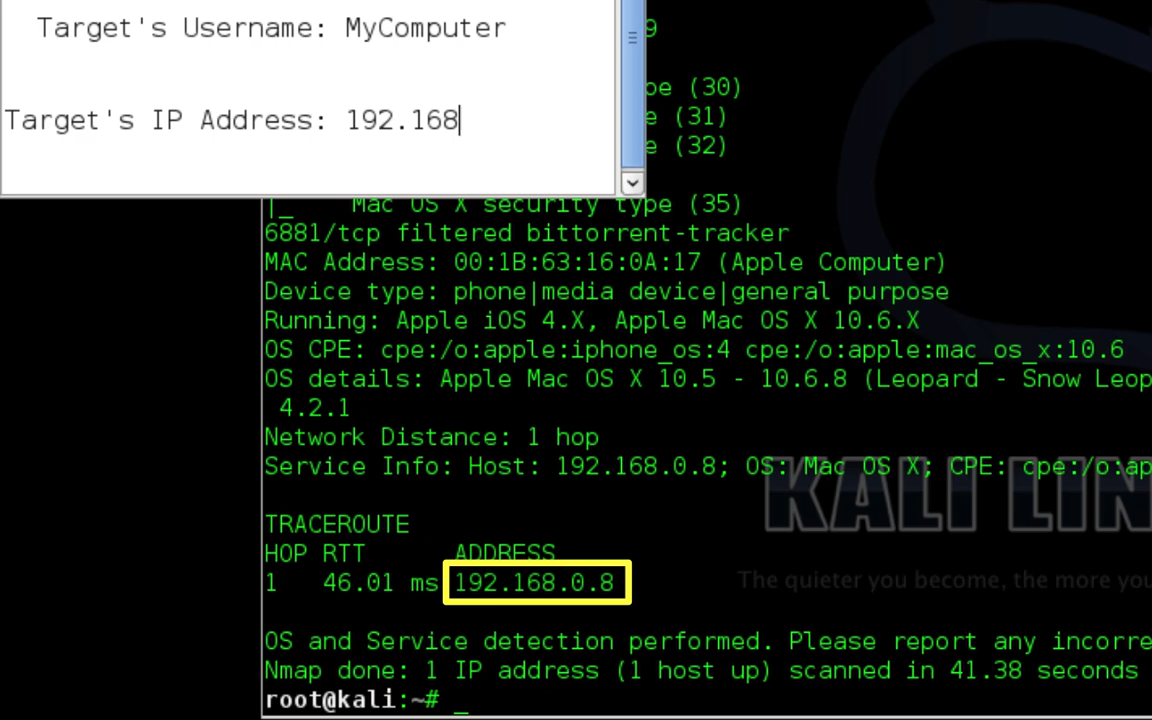 Target's Username: MyComputer
Target's IP Address: 192.168
9
pe (30)
e (31)
e (32)
|_    Mac OS X security type (35)
6881/tcp filtered bittorrent-tracker
MAC Address: 00:1B:63:16:0A:17 (Apple Computer)
Device type: phone|media device|general purpose
Running: Apple iOS 4.X, Apple Mac OS X 10.6.X
OS CPE: cpe:/o:apple:iphone_os:4 cpe:/o:apple:mac_os_x:10.6
OS details: Apple Mac OS X 10.5 - 10.6.8 (Leopard - Snow Leop
4.2.1
Network Distance: 1 hop
Service Info: Host: 192.168.0.8; OS: Mac OS X; CPE: cpe:/o:ap
KALI LIN
TRACEROUTE
HOP RTT      ADDRESS
1   46.01 ms 192.168.0.8
The quieter you become, the more you
OS and Service detection performed. Please report any incorre
Nmap done: 1 IP address (1 host up) scanned in 41.38 seconds
root@kali:~# _